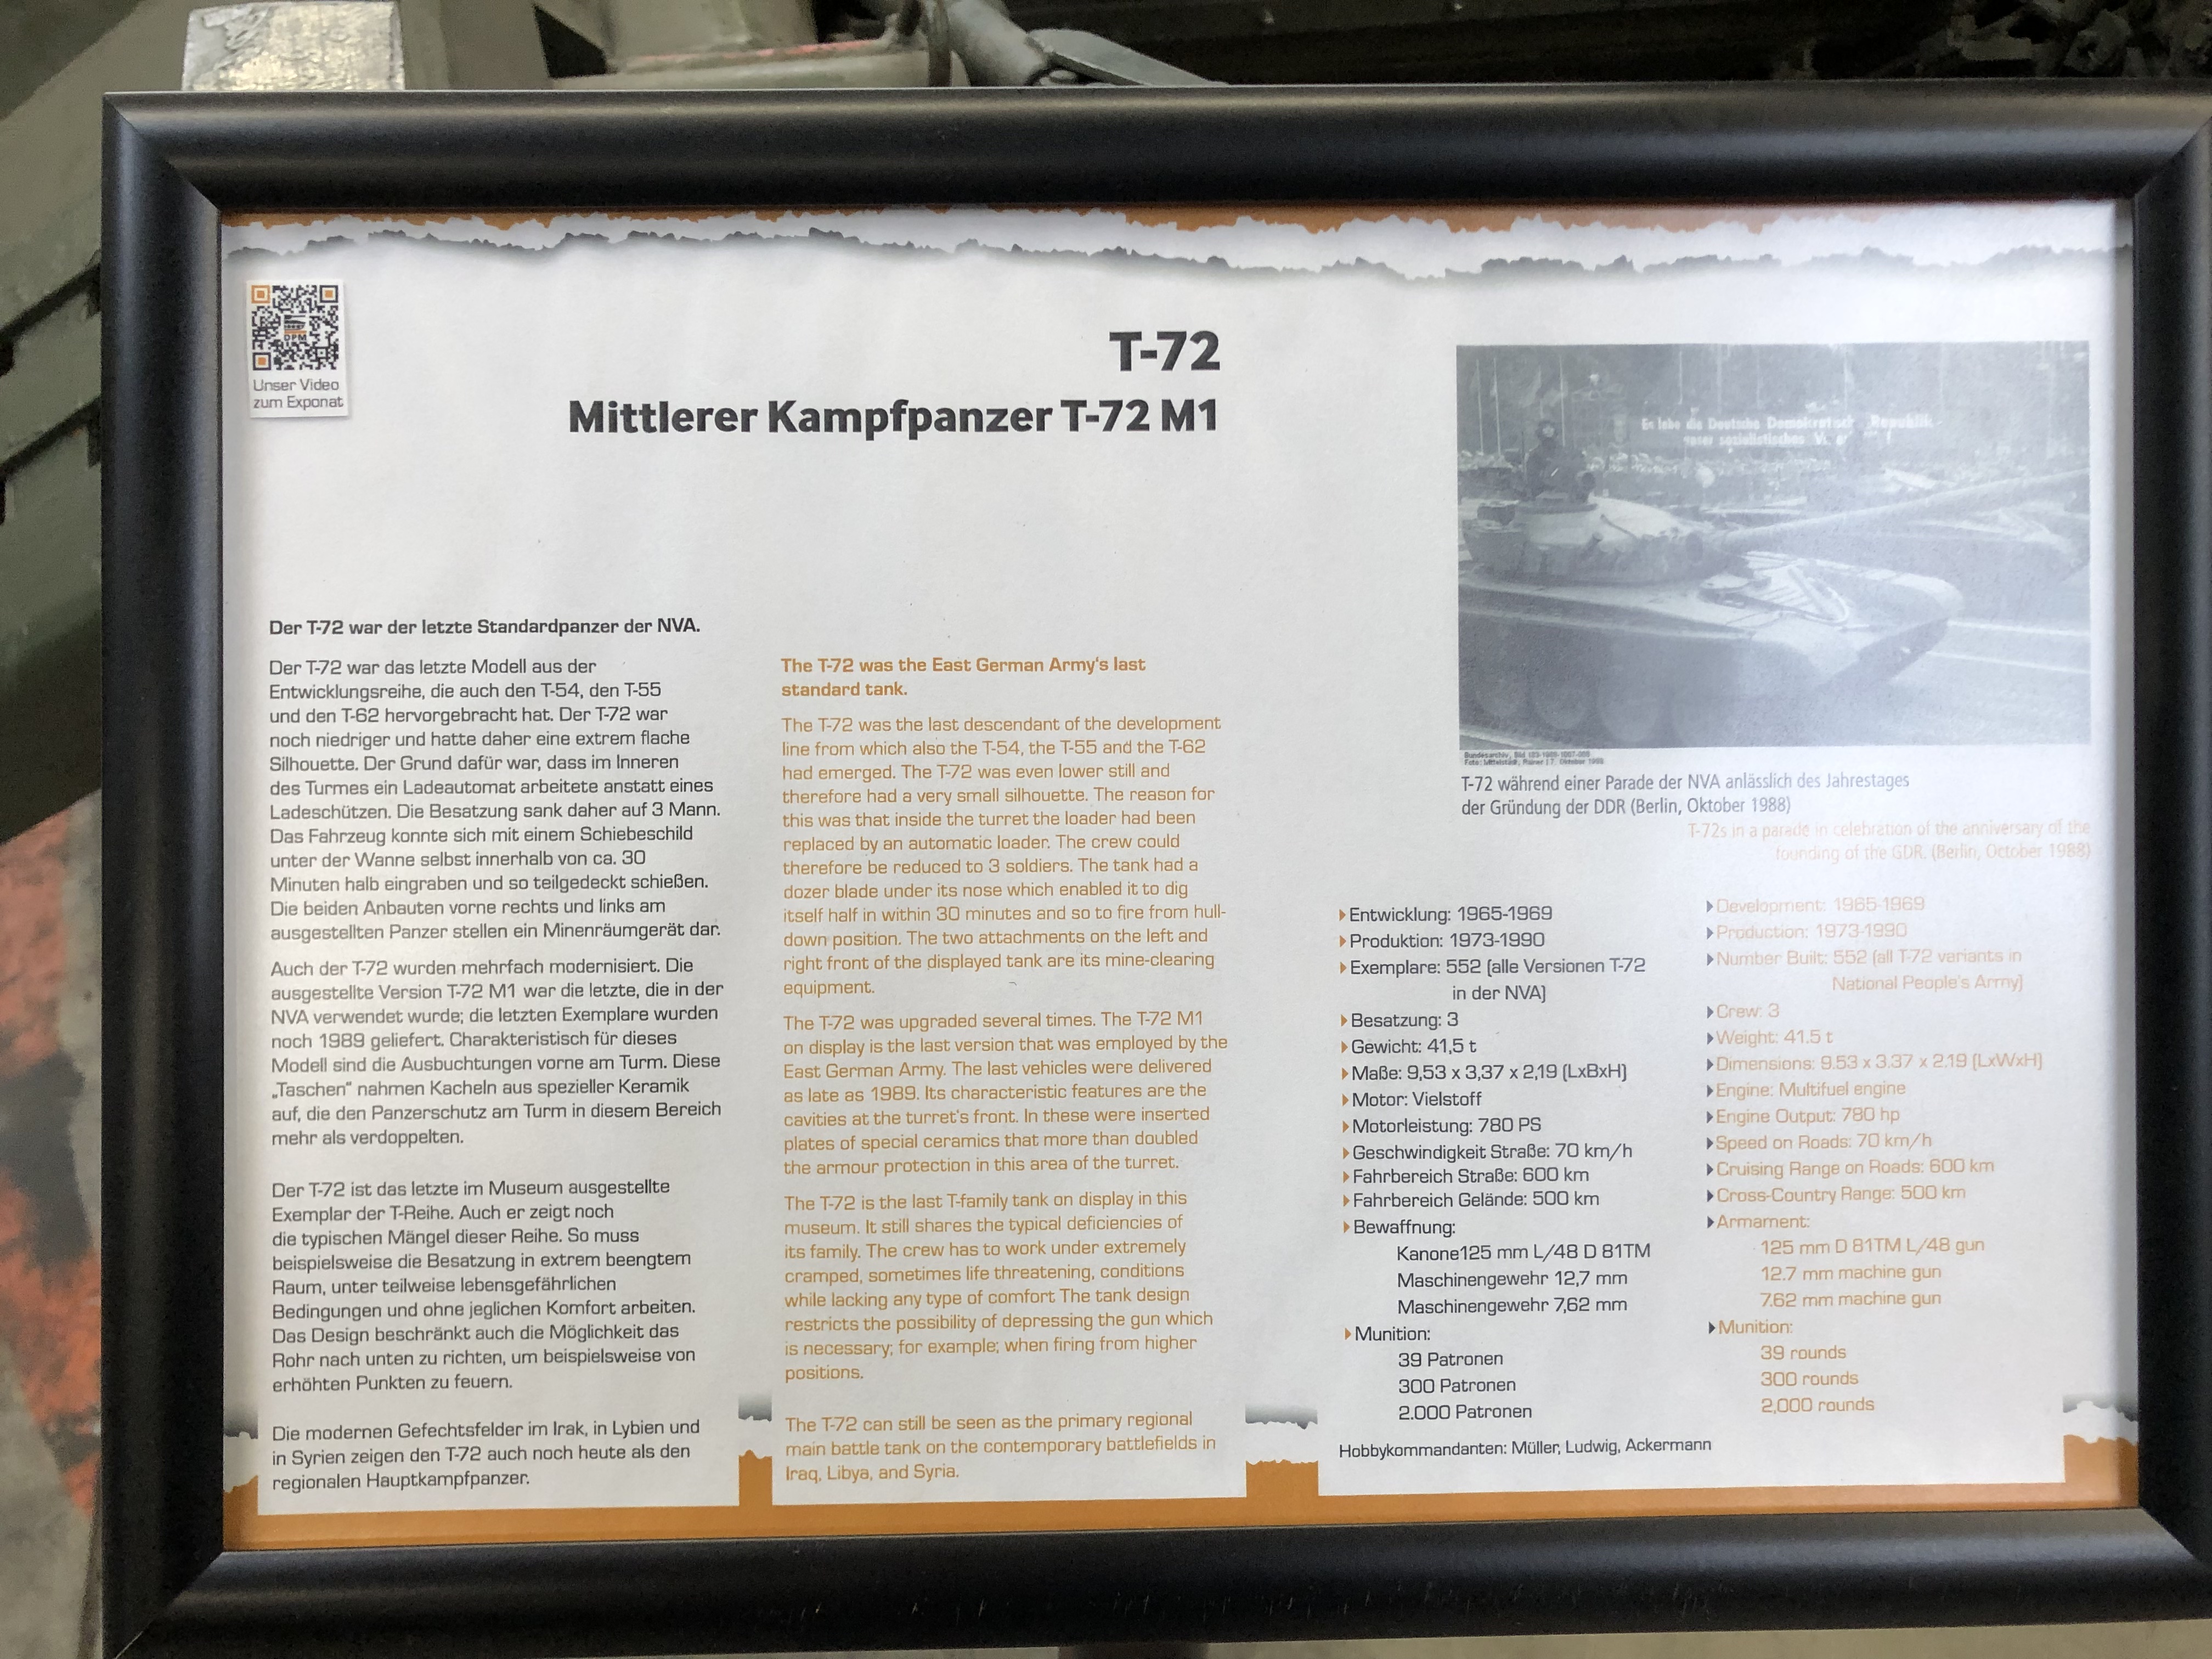 DPM
Unser Video
zum Exponat
T-72
Mittlerer Kampfpanzer T-72 M1
Der T-72 war der letzte Standardpanzer der NVA.
Der T-72 war das letzte Modell aus der
Entwicklungsreihe, die auch den T-54, den T-55
und den T-62 hervorgebracht hat. Der T-72 war
noch niedriger und hatte daher eine extrem flache
Silhouette. Der Grund dafür war, dass im Inneren
des Turmes ein Ladeautomat arbeitete anstatt eines
Ladeschützen. Die Besatzung sank daher auf 3 Mann.
Das Fahrzeug konnte sich mit einem Schiebeschild
unter der Wanne selbst innerhalb von ca. 30
Minuten halb eingraben und so teilgedeckt schießen.
Die beiden Anbauten vorne rechts und links am
ausgestellten Panzer stellen ein Minenräumgerät dar.
Auch der T-72 wurden mehrfach modernisiert. Die
ausgestellte Version T-72 M1 war die letzte, die in der
NVA verwendet wurde; die letzten Exemplare wurden
noch 1989 geliefert. Charakteristisch für dieses
Modell sind die Ausbuchtungen vorne am Turm. Diese
„Taschen“ nahmen Kacheln aus spezieller Keramik
auf, die den Panzerschutz am Turm in diesem Bereich
mehr als verdoppelten.
Der T-72 ist das letzte im Museum ausgestellte
Exemplar der T-Reihe. Auch er zeigt noch
die typischen Mängel dieser Reihe. So muss
beispielsweise die Besatzung in extrem beengtem
Raum, unter teilweise lebensgefährlichen
Bedingungen und ohne jeglichen Komfort arbeiten.
Das Design beschränkt auch die Möglichkeit das
Rohr nach unten zu richten, um beispielsweise von
erhöhten Punkten zu feuern.
Die modernen Gefechtsfelder im Irak, in Lybien und
in Syrien zeigen den T-72 auch noch heute als den
regionalen Hauptkampfpanzer.
The T-72 was the East German Army's last
standard tank.
The T-72 was the last descendant of the development
line from which also the T-54, the T-55 and the T-62
had emerged. The T-72 was even lower still and
therefore had a very small silhouette. The reason for
this was that inside the turret the loader had been
replaced by an automatic loader. The crew could
therefore be reduced to 3 soldiers. The tank had a
dozer blade under its nose which enabled it to dig
itself half in within 30 minutes and so to fire from hull-
down position. The two attachments on the left and
right front of the displayed tank are its mine-clearing
equipment.
The T-72 was upgraded several times. The T-72 M1
on display is the last version that was employed by the
East German Army. The last vehicles were delivered
as late as 1989. Its characteristic features are the
cavities at the turret's front. In these were inserted
plates of special ceramics that more than doubled
the armour protection in this area of the turret.
The T-72 is the last T-family tank on display in this
museum. It still shares the typical deficiencies of
its family. The crew has to work under extremely
cramped, sometimes life threatening, conditions
while lacking any type of comfort The tank design
restricts the possibility of depressing the gun which
is necessary; for example; when firing from higher
positions.
The T-72 can still be seen as the primary regional
main battle tank on the contemporary battlefields in
Iraq, Libya, and Syria.
Es lebe die Deutsche Demokratisch Republik
unser sozialistisches
T-72 während einer Parade der NVA anlässlich des Jahrestages
der Gründung der DDR (Berlin, Oktober 1988)
T-72s in a parade in celebration of the anniversary of the
founding of the GDR. (Berlin, October 1988)
Entwicklung: 1965-1969
Produktion: 1973-1990
Exemplare: 552 (alle Versionen T-72
in der NVA)
Besatzung: 3
Gewicht: 41,5 t
Maße: 9,53 x 3,37 x 2,19 (LxBxH)
Motor: Vielstoff
Motorleistung: 780 PS
Geschwindigkeit Straße: 70 km/h
Fahrbereich Straße: 600 km
Fahrbereich Gelände: 500 km
Bewaffnung:
Kanone125 mm L/48 D 81TM
Maschinengewehr 12,7 mm
Maschinengewehr 7,62 mm
Munition:
39 Patronen
300 Patronen
2.000 Patronen
Development: 1965-1969
Production: 1973-1990
Number Built: 552 (all T-72 variants in
National People's Army)
Crew: 3
Weight: 41.5 t
Dimensions: 9.53 x 3.37 x 2.19 (LxWxH)
Engine: Multifuel engine
Engine Output: 780 hp
Speed on Roads: 70 km/h
Cruising Range on Roads: 600 km
Cross-Country Range: 500 km
Armament:
125 mm D 81TM L/48 gun
12.7 mm machine gun
7.62 mm machine gun
Munition:
39 rounds
300 rounds
2,000 rounds
Hobbykommandanten: Müller, Ludwig, Ackermann